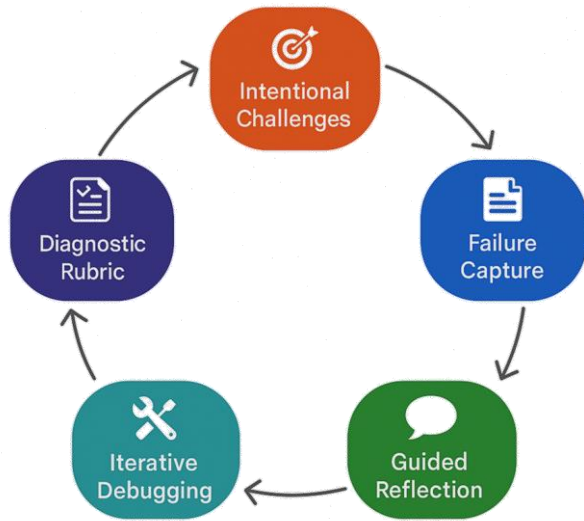 Intentional
Challenges
Failure
Capture
Guided
Reflection
Iterative
Debugging
Diagnostic
Rubric